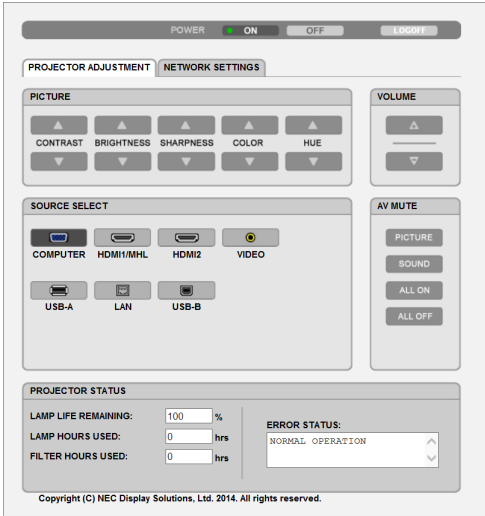 POWER ON OFF LOGOFF
PROJECTOR ADJUSTMENT NETWORK SETTINGS
PICTURE
CONTRAST BRIGHTNESS SHARPNESS COLOR HUE
VOLUME
SOURCE SELECT
COMPUTER HDMI1/MHL HDMI2 VIDEO
USB-A LAN USB-B
AV MUTE
PICTURE
SOUND
ALL ON
ALL OFF
PROJECTOR STATUS
LAMP LIFE REMAINING: 100 %
LAMP HOURS USED: 0 hrs
FILTER HOURS USED: 0 hrs
ERROR STATUS:
NORMAL OPERATION
Copyright (C) NEC Display Solutions, Ltd. 2014. All rights reserved.